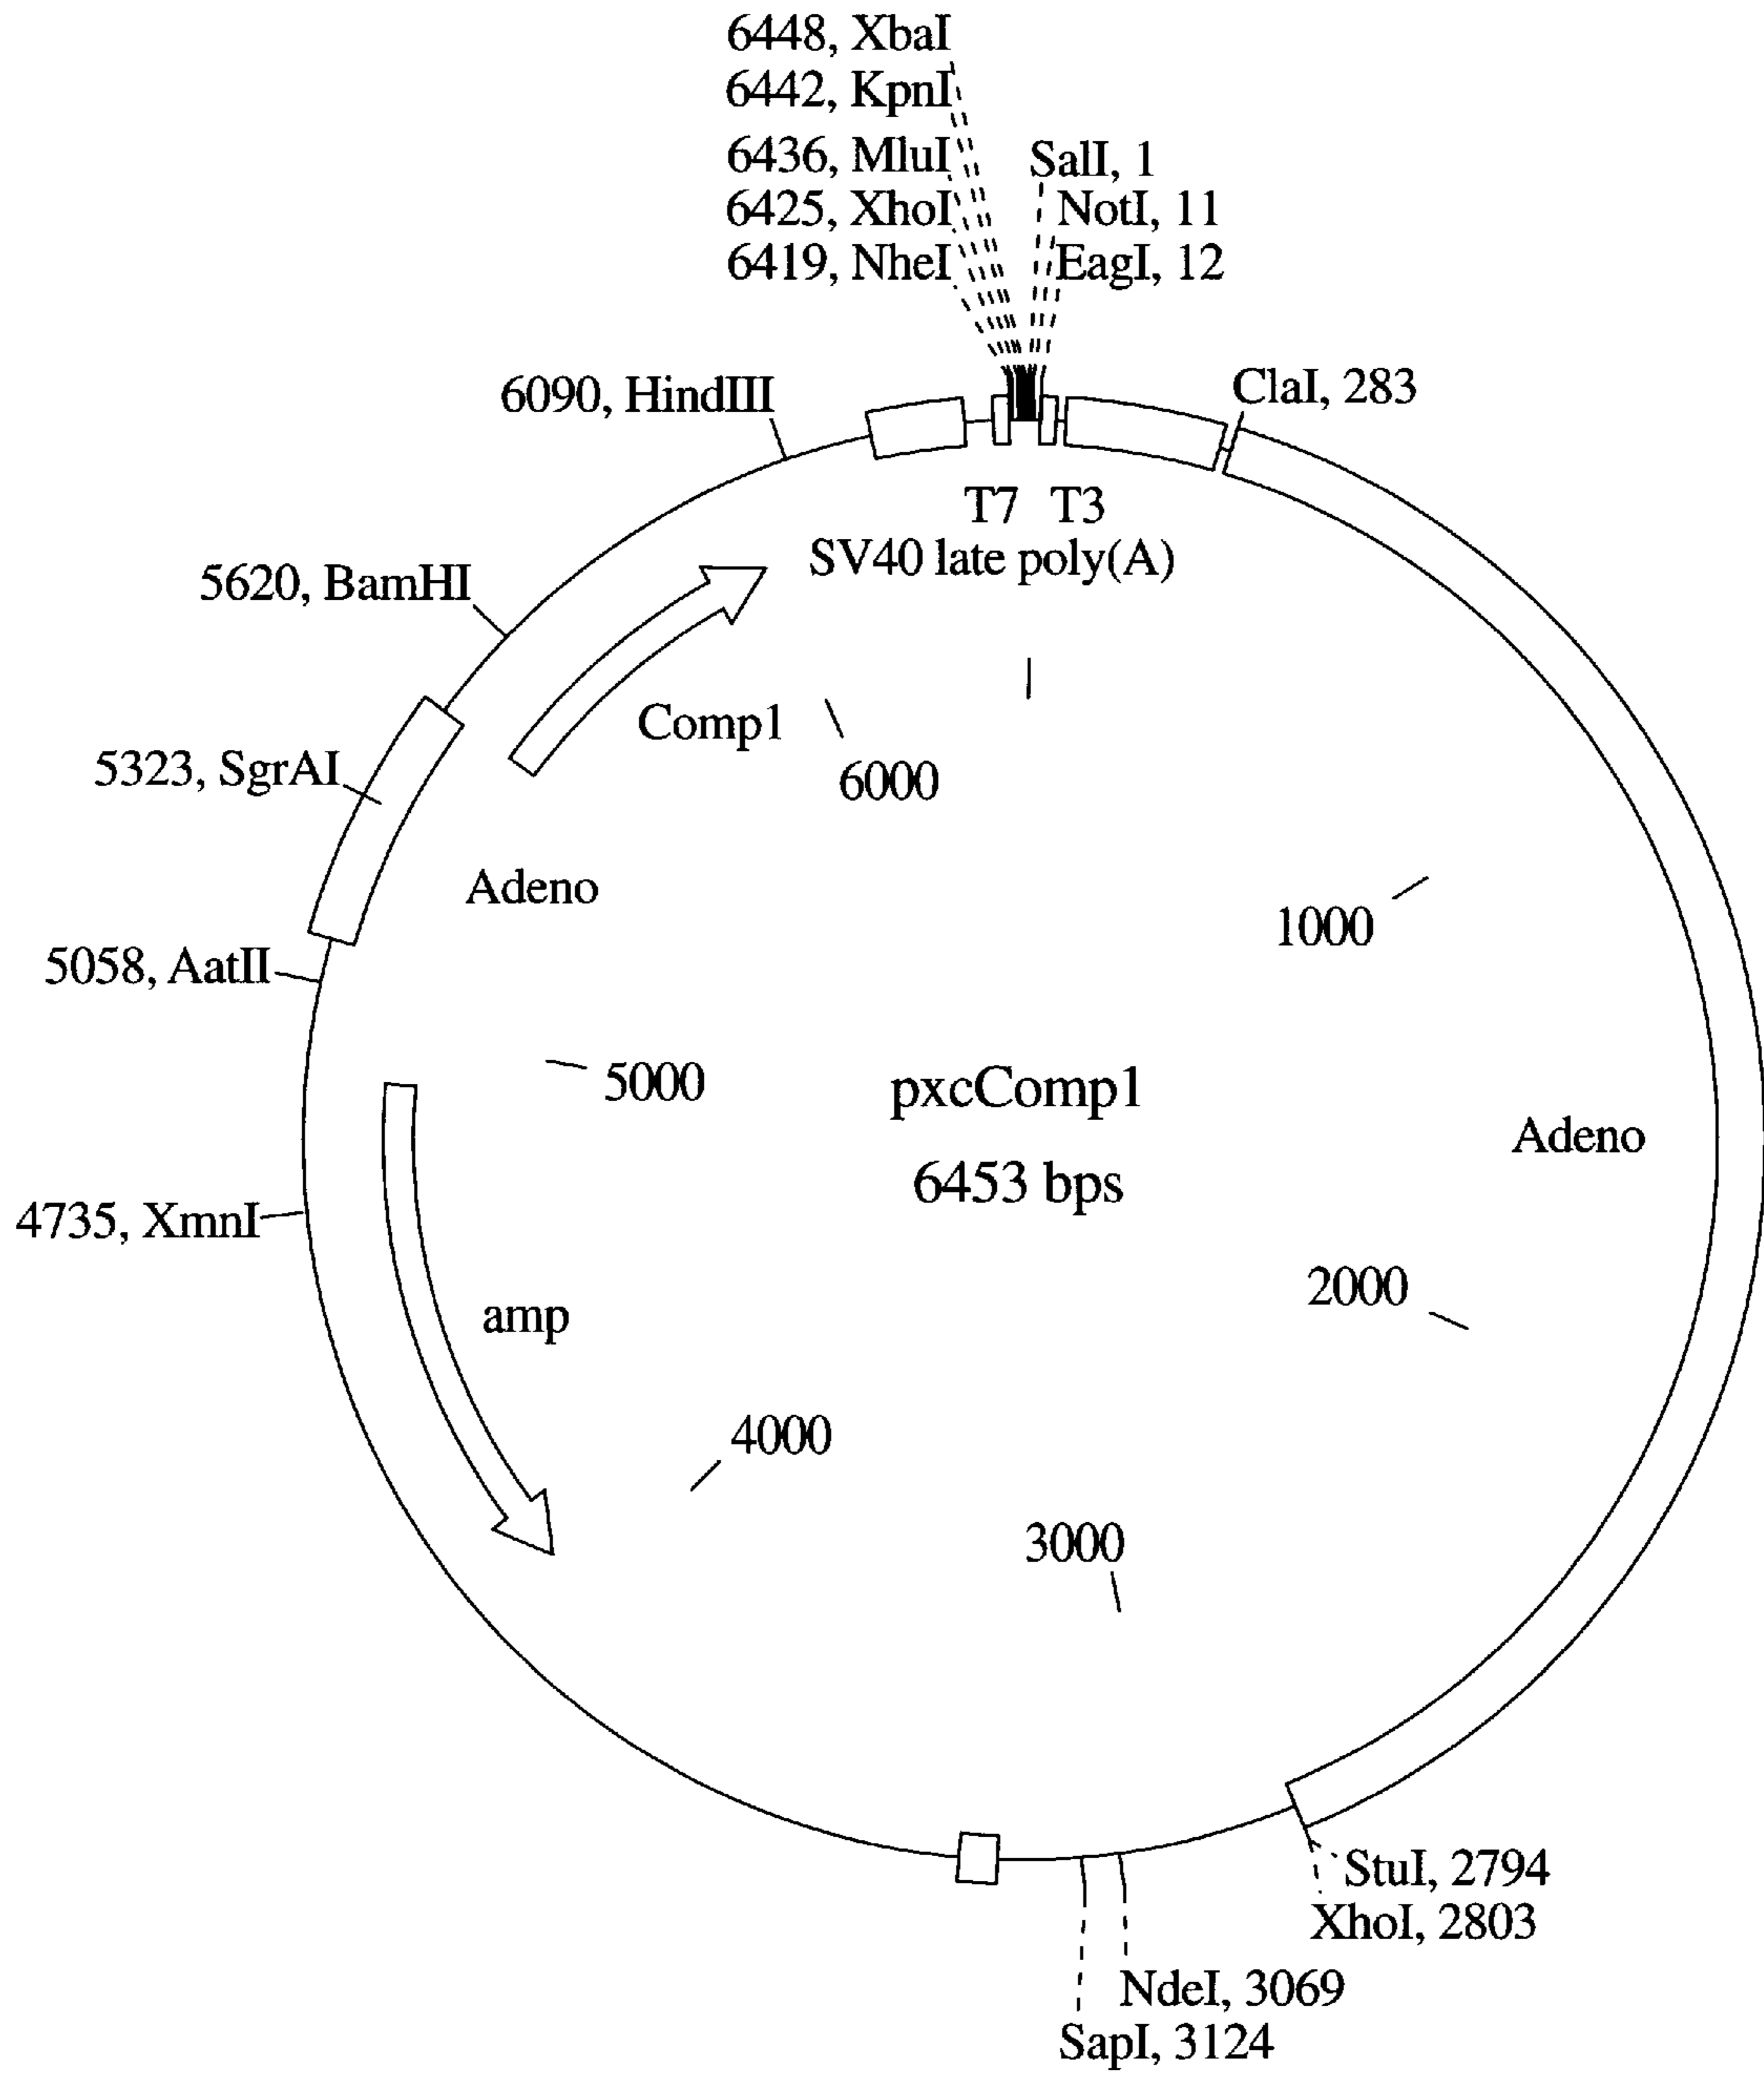 6448, XbaI
6442, KpnI
6436, MluI
6425, XhoI
6419, NheI
SalI, 1
NotI, 11
EagI, 12
6090, HindIII
ClaI, 283
T7 T3
SV40 late poly(A)
5620, BamHI
Comp1
6000
5323, SgrAI
Adeno
1000
5058, AatII
5000
pxcComp1
6453 bps
Adeno
4735, XmnI
2000
amp
4000
3000
StuI, 2794
XhoI, 2803
NdeI, 3069
SapI, 3124